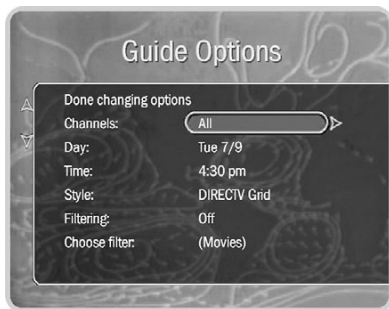 Guide Options
Done changing options
Channels: All
Day: Tue 7/9
Time: 4:30 pm
Style: DIRECTV Grid
Filtering: Off
Choose filter: (Movies)